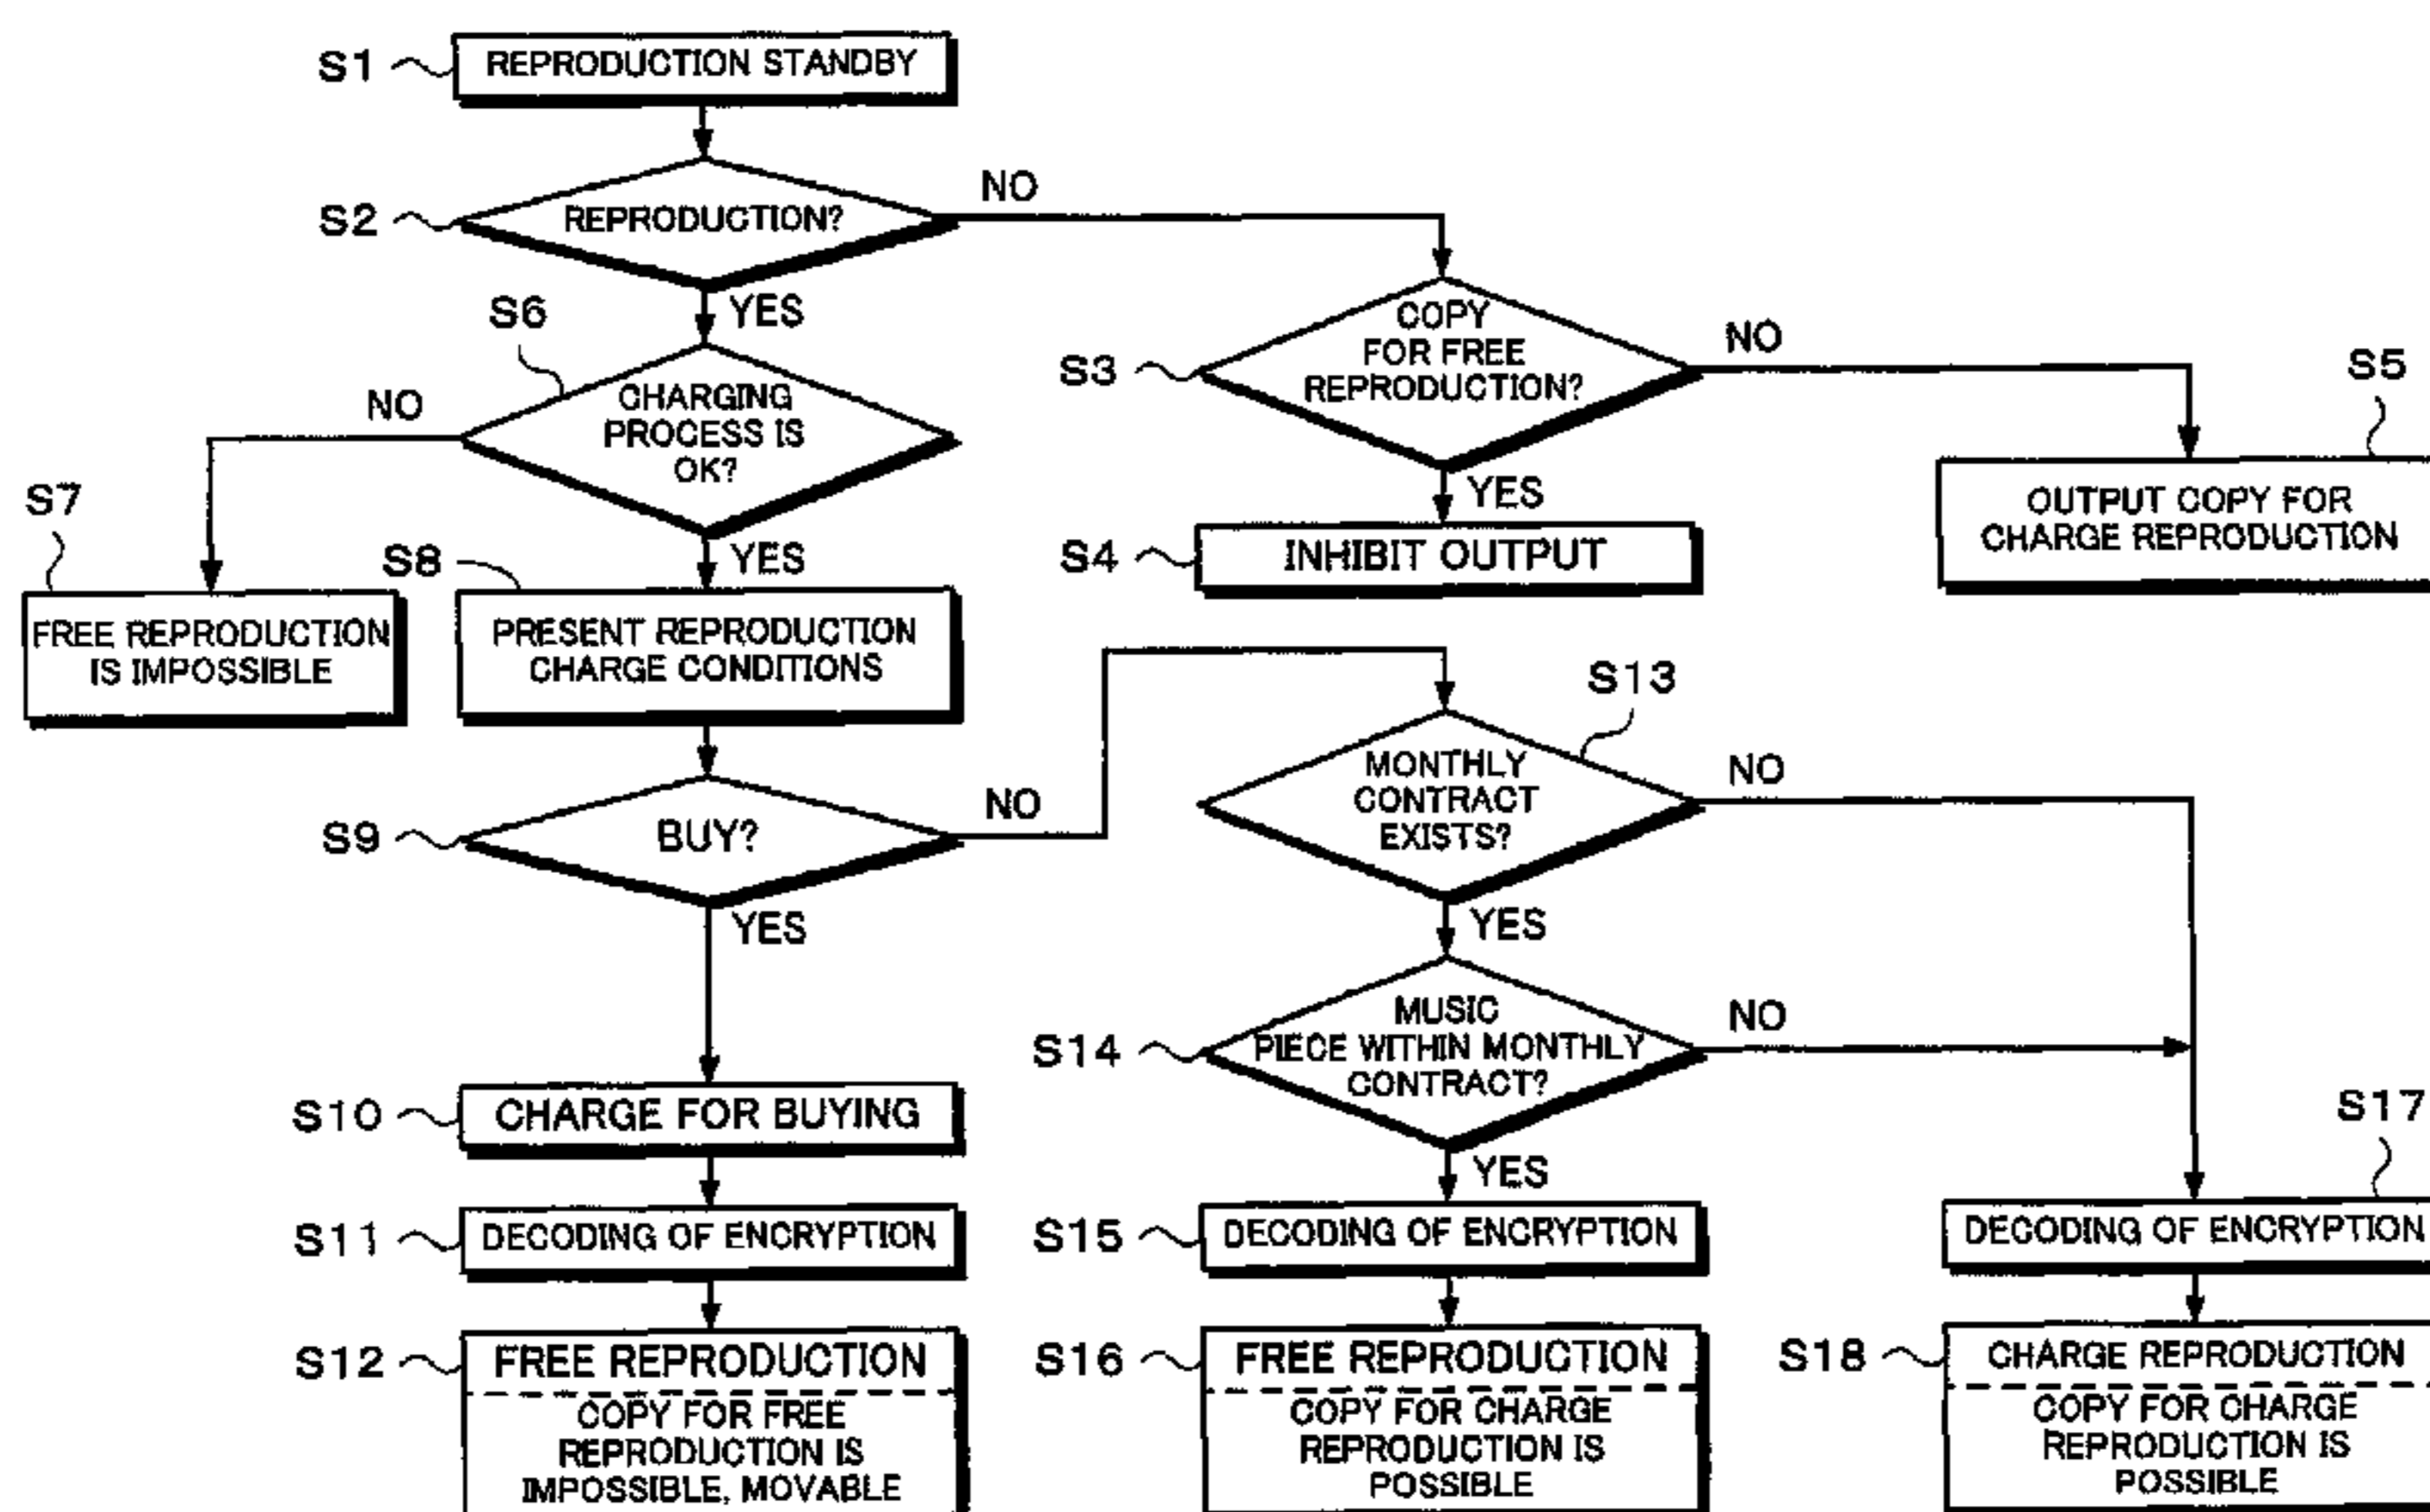 S1
REPRODUCTION STANDBY
S2
REPRODUCTION?
NO
YES
S3
COPY
FOR FREE
REPRODUCTION?
NO
YES
S4
INHIBIT OUTPUT
S5
OUTPUT COPY FOR
CHARGE REPRODUCTION
S6
CHARGING
PROCESS IS
OK?
NO
YES
S7
FREE REPRODUCTION
IS IMPOSSIBLE
S8
PRESENT REPRODUCTION
CHARGE CONDITIONS
S9
BUY?
NO
YES
S10
CHARGE FOR BUYING
S11
DECODING OF ENCRYPTION
S12
FREE REPRODUCTION
COPY FOR FREE
REPRODUCTION IS
IMPOSSIBLE, MOVABLE
S13
MONTHLY
CONTRACT
EXISTS?
NO
YES
S14
MUSIC
PIECE WITHIN MONTHLY
CONTRACT?
NO
YES
S15
DECODING OF ENCRYPTION
S16
FREE REPRODUCTION
COPY FOR CHARGE
REPRODUCTION IS
POSSIBLE
S17
DECODING OF ENCRYPTION
S18
CHARGE REPRODUCTION
COPY FOR CHARGE
REPRODUCTION IS
POSSIBLE